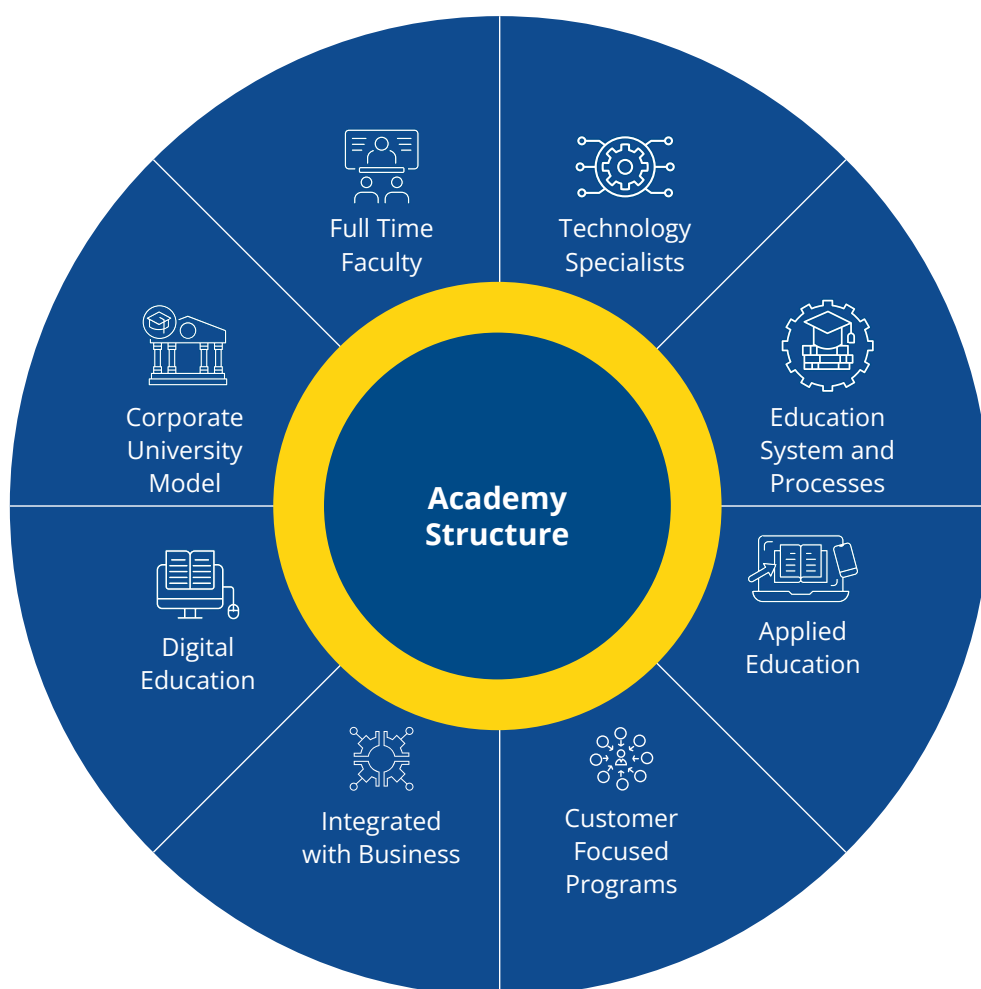 Full Time
Faculty
Technology
Specialists
Corporate
University
Model
Education
System and
Processes
Academy
Structure
Digital
Education
Applied
Education
Integrated
with Business
Customer
Focused
Programs